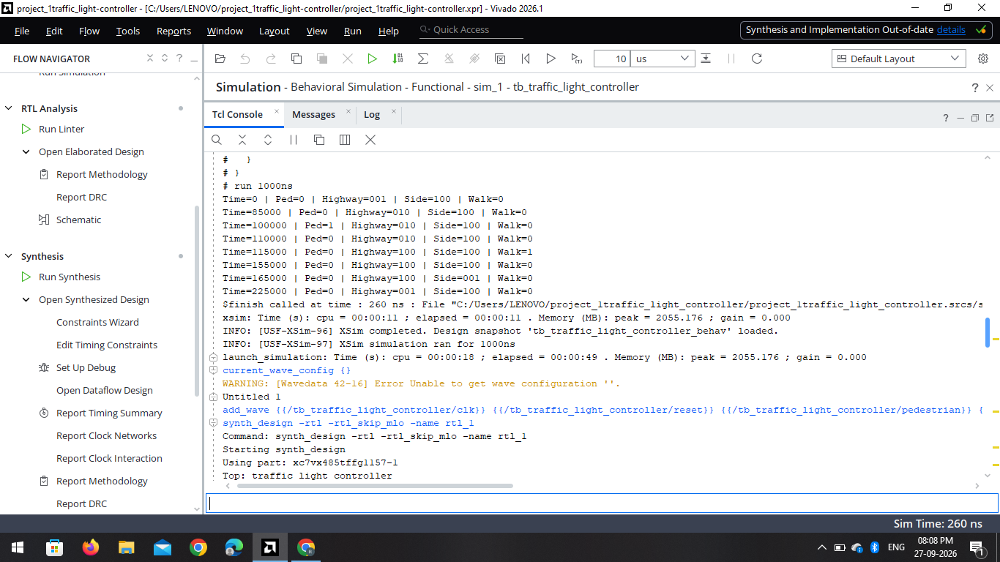 project_1traffic_light-controller - [C:/Users/LENOVO/project_1traffic_light-controller/project_1traffic_light-controller.xpr] - Vivado 2026.1
File Edit Flow Tools Reports Window Layout View Run Help Quick Access
Synthesis and Implementation Out-of-date details
FLOW NAVIGATOR
10 us
Default Layout
Run Simulation
RTL Analysis
Run Linter
Open Elaborated Design
Report Methodology
Report DRC
Schematic
Synthesis
Run Synthesis
Open Synthesized Design
Constraints Wizard
Edit Timing Constraints
Set Up Debug
Open Dataflow Design
Report Timing Summary
Report Clock Networks
Report Clock Interaction
Report Methodology
Report DRC
Simulation - Behavioral Simulation - Functional - sim_1 - tb_traffic_light_controller
Tcl Console Messages Log
# }
# }
# run 1000ns
Time=0 | Ped=0 | Highway=001 | Side=100 | Walk=0
Time=85000 | Ped=0 | Highway=010 | Side=100 | Walk=0
Time=100000 | Ped=1 | Highway=010 | Side=100 | Walk=0
Time=110000 | Ped=0 | Highway=010 | Side=100 | Walk=0
Time=115000 | Ped=0 | Highway=100 | Side=100 | Walk=1
Time=155000 | Ped=0 | Highway=100 | Side=100 | Walk=0
Time=165000 | Ped=0 | Highway=100 | Side=001 | Walk=0
Time=225000 | Ped=0 | Highway=001 | Side=100 | Walk=0
$finish called at time : 260 ns : File "C:/Users/LENOVO/project_1traffic_light_controller/project_1traffic_light_controller.srcs/s
xsim: Time (s): cpu = 00:00:11 ; elapsed = 00:00:11 . Memory (MB): peak = 2055.176 ; gain = 0.000
INFO: [USF-XSim-96] XSim completed. Design snapshot 'tb_traffic_light_controller_behav' loaded.
INFO: [USF-XSim-97] XSim simulation ran for 1000ns
launch_simulation: Time (s): cpu = 00:00:18 ; elapsed = 00:00:49 . Memory (MB): peak = 2055.176 ; gain = 0.000
current_wave_config {}
WARNING: [Wavedata 42-16] Error Unable to get wave configuration ''.
Untitled 1
add_wave {{/tb_traffic_light_controller/clk}} {{/tb_traffic_light_controller/reset}} {{/tb_traffic_light_controller/pedestrian}} {
synth_design -rtl -rtl_skip_mlo -name rtl_1
Command: synth_design -rtl -rtl_skip_mlo -name rtl_1
Starting synth_design
Using part: xc7vx485tffg1157-1
Top: traffic light controller
Sim Time: 260 ns
ENG
08:08 PM
27-09-2026
1